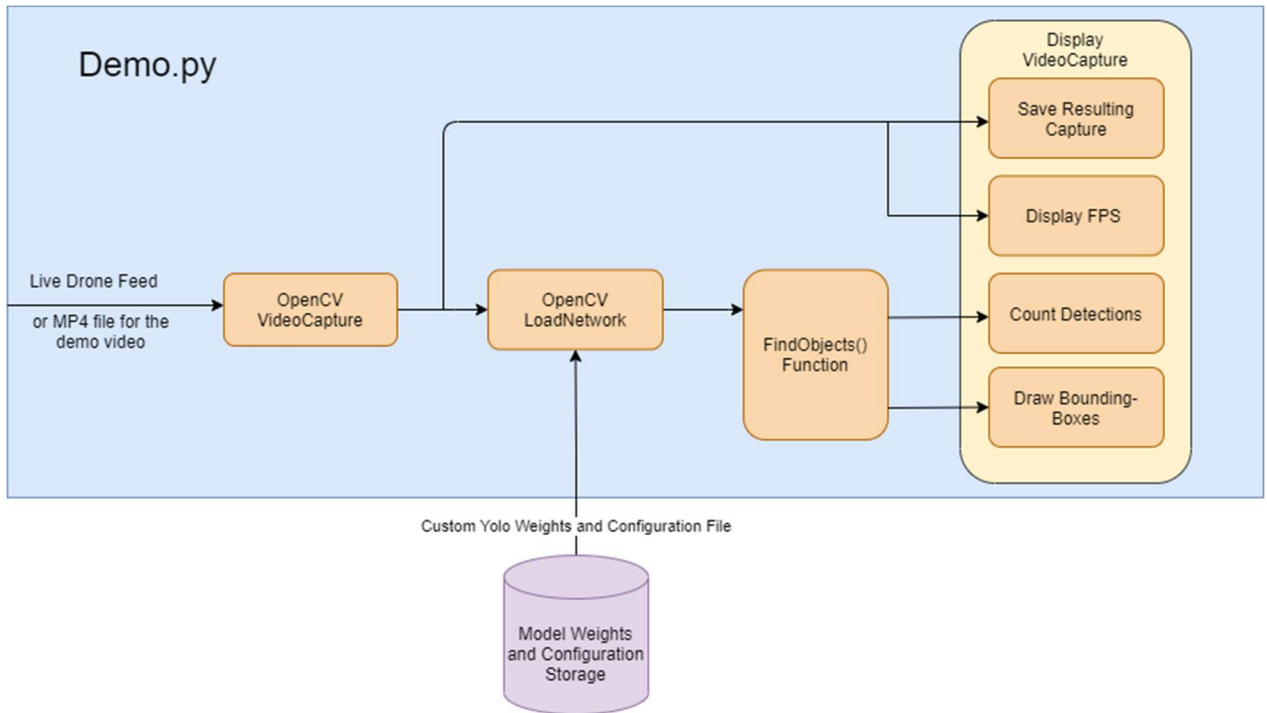 Demo.py
Display
VideoCapture
Save Resulting
Capture
Display FPS
Live Drone Feed
or MP4 file for the
demo video
OpenCV
VideoCapture
OpenCV
LoadNetwork
FindObjects()
Function
Count Detections
Draw Bounding-
Boxes
Custom Yolo Weights and Configuration File
Model Weights
and Configuration
Storage